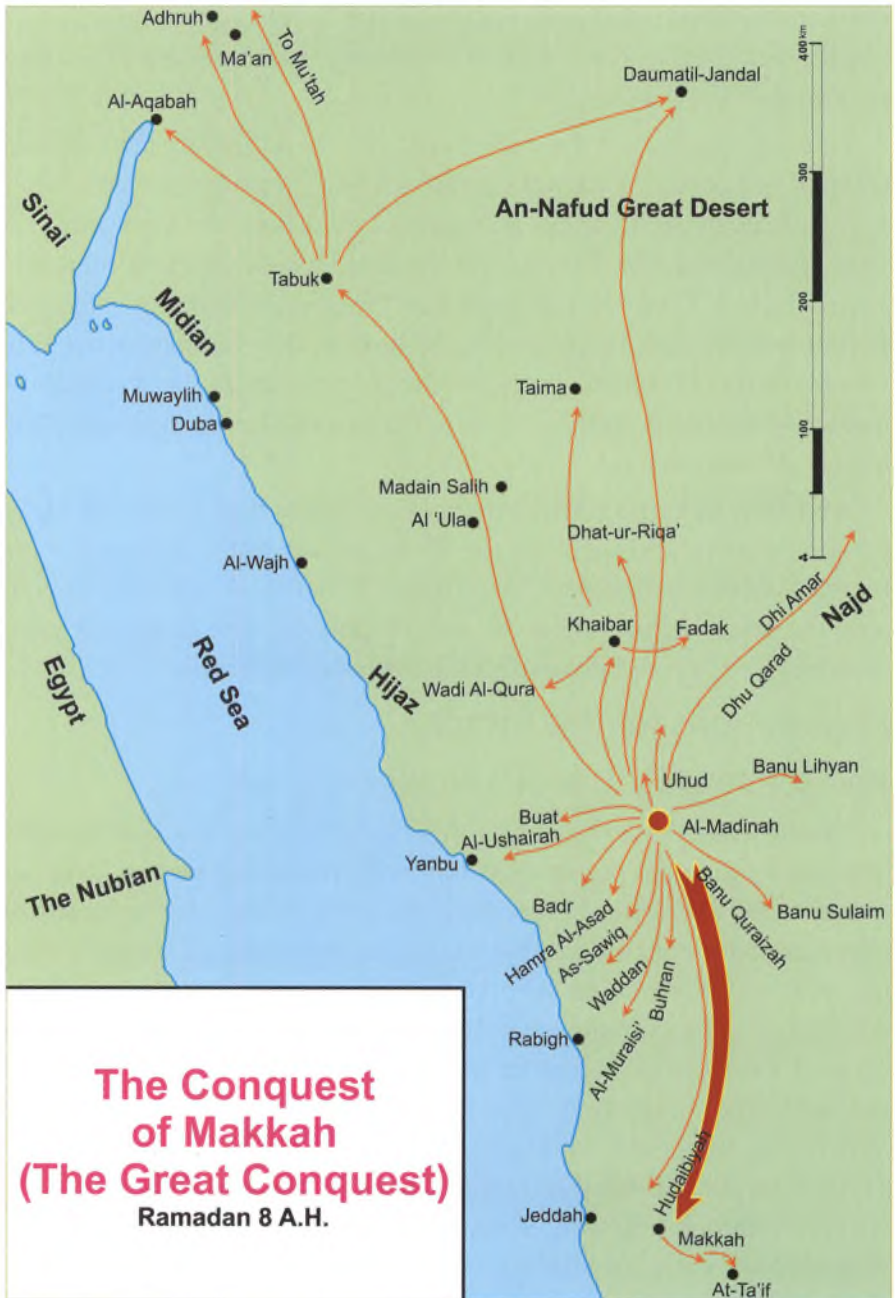 Adhruh
Ma'an
To Mu'tah
Al-Aqabah
Daumatil-Jandal
400 km
300
200
100
4
Sinai
An-Nafud Great Desert
Tabuk
Midian
Muwaylih
Duba
Taima
Madain Salih
Al 'Ula
Dhat-ur-Riqa'
Al-Wajh
Khaibar
Fadak
Dhi Amar
Najd
Wadi Al-Qura
Dhu Qarad
Egypt
Red Sea
Hijaz
Uhud
Banu Lihyan
Buat
Al-Madinah
Al-Ushairah
Yanbu
The Nubian
Badr
Banu Quraizah
Banu Sulaim
Hamra Al-Asad
As-Sawiq
Waddan
Buhran
Al-Muraisi'
Rabigh
Hudaibiyah
Jeddah
Makkah
At-Ta'if
The Conquest
of Makkah
(The Great Conquest)
Ramadan 8 A.H.